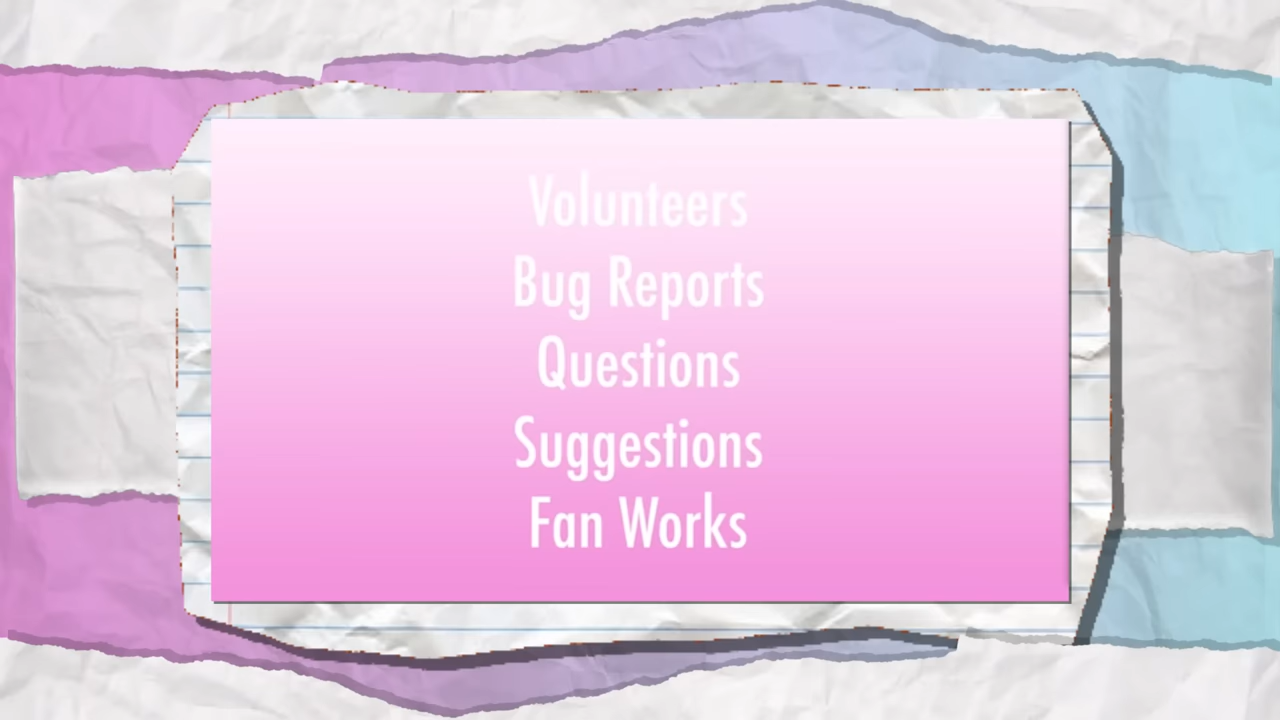 Volunteers
Bug Reports
Questions
Suggestions
Fan Works